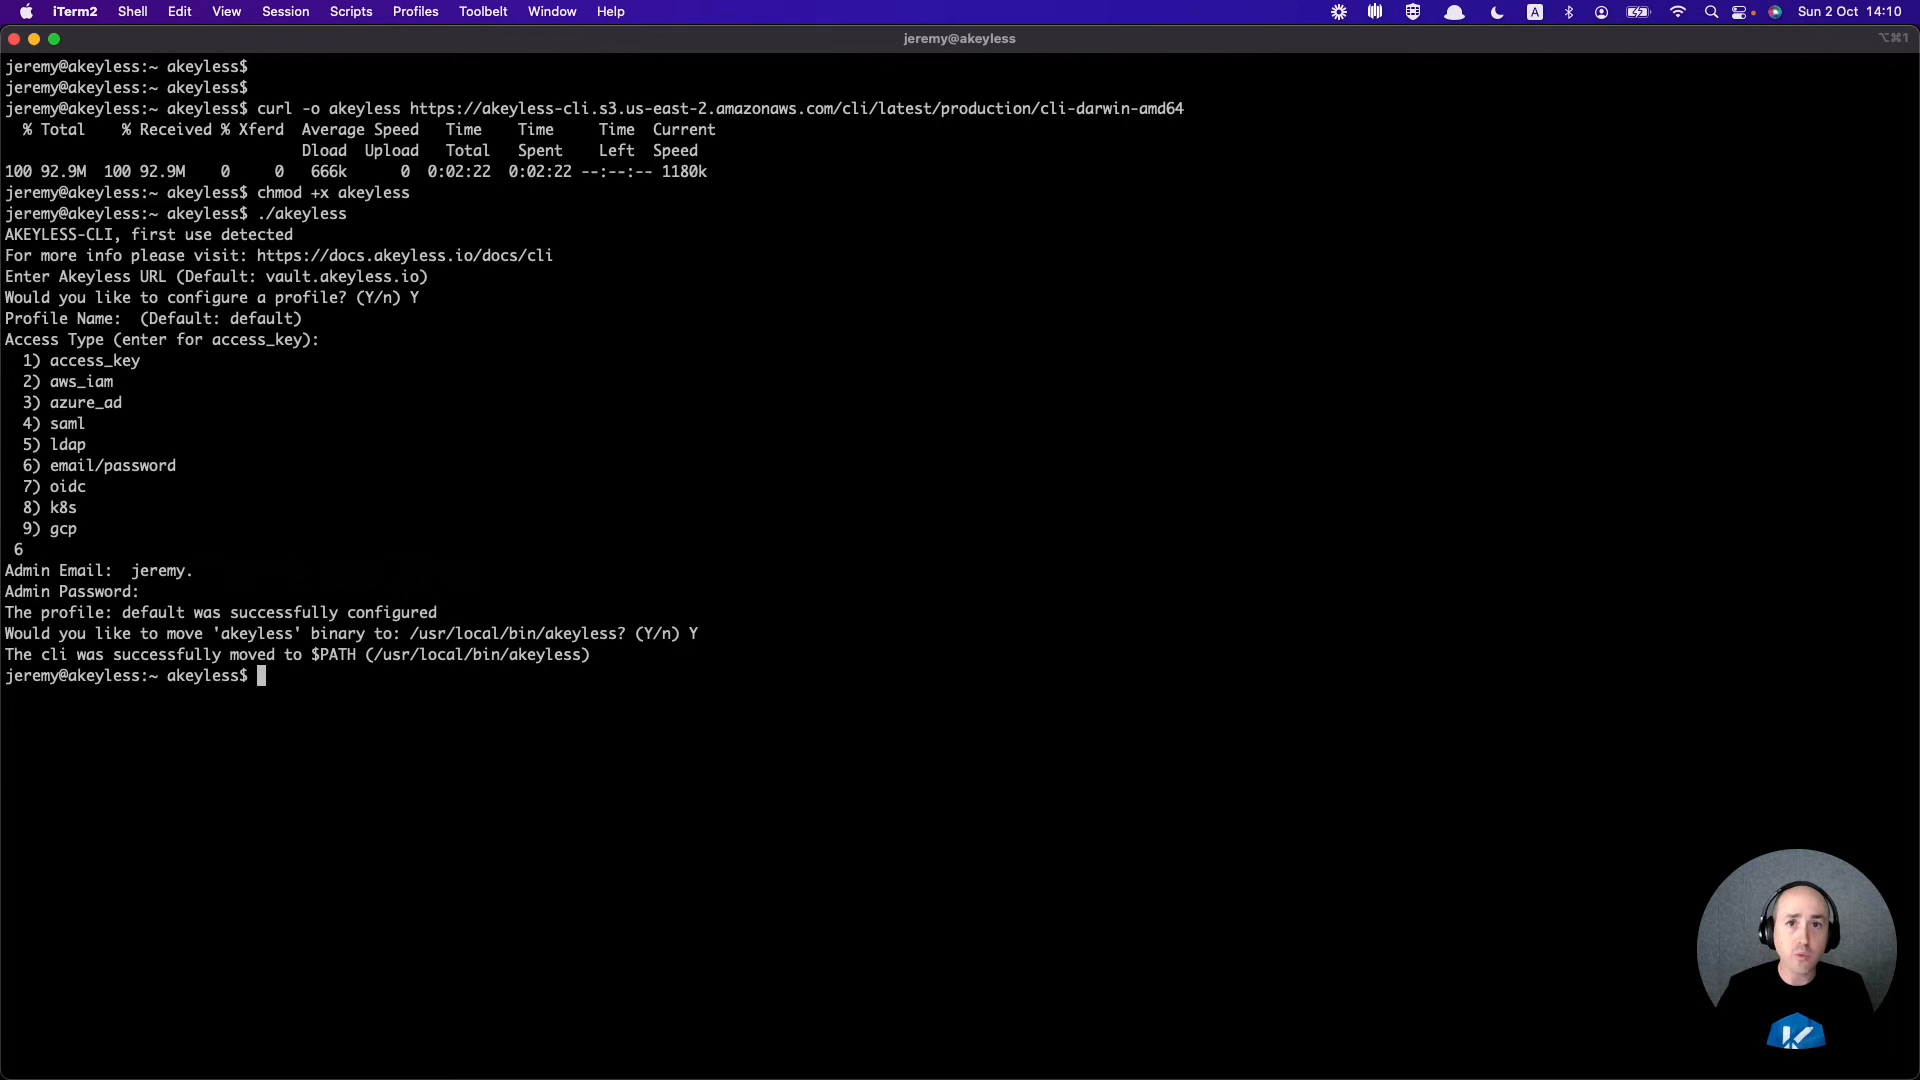 iTerm2 Shell Edit View Session Scripts Profiles Toolbelt Window Help A Sun 2 Oct 14:10
jeremy@akeyless ⌥⌘1
jeremy@akeyless:~ akeyless$
jeremy@akeyless:~ akeyless$
jeremy@akeyless:~ akeyless$ curl -o akeyless https://akeyless-cli.s3.us-east-2.amazonaws.com/cli/latest/production/cli-darwin-amd64
% Total % Received % Xferd Average Speed Time Time Time Current
Dload Upload Total Spent Left Speed
100 92.9M 100 92.9M 0 0 666k 0 0:02:22 0:02:22 --:--:-- 1180k
jeremy@akeyless:~ akeyless$ chmod +x akeyless
jeremy@akeyless:~ akeyless$ ./akeyless
AKEYLESS-CLI, first use detected
For more info please visit: https://docs.akeyless.io/docs/cli
Enter Akeyless URL (Default: vault.akeyless.io)
Would you like to configure a profile? (Y/n) Y
Profile Name:  (Default: default)
Access Type (enter for access_key):
1) access_key
2) aws_iam
3) azure_ad
4) saml
5) ldap
6) email/password
7) oidc
8) k8s
9) gcp
6
Admin Email:  jeremy.
Admin Password:
The profile: default was successfully configured
Would you like to move 'akeyless' binary to: /usr/local/bin/akeyless? (Y/n) Y
The cli was successfully moved to $PATH (/usr/local/bin/akeyless)
jeremy@akeyless:~ akeyless$